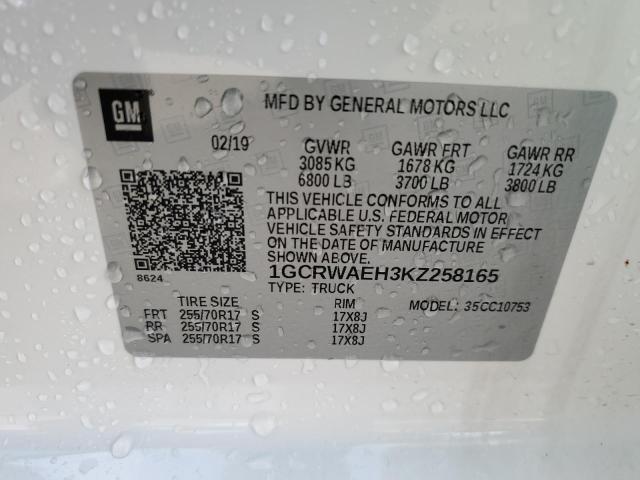 GM
MFD BY GENERAL MOTORS LLC
02/19 GVWR GAWR FRT GAWR RR
3085 KG 1678 KG 1724 KG
6800 LB 3700 LB 3800 LB
THIS VEHICLE CONFORMS TO ALL
APPLICABLE U.S. FEDERAL MOTOR
VEHICLE SAFETY STANDARDS IN EFFECT
ON THE DATE OF MANUFACTURE
SHOWN ABOVE.
8624
1GCRWAEH3KZ258165
TYPE: TRUCK
MODEL: 35CC10753
TIRE SIZE RIM
FRT 255/70R17 S 17X8J
RR 255/70R17 S 17X8J
SPA 255/70R17 S 17X8J